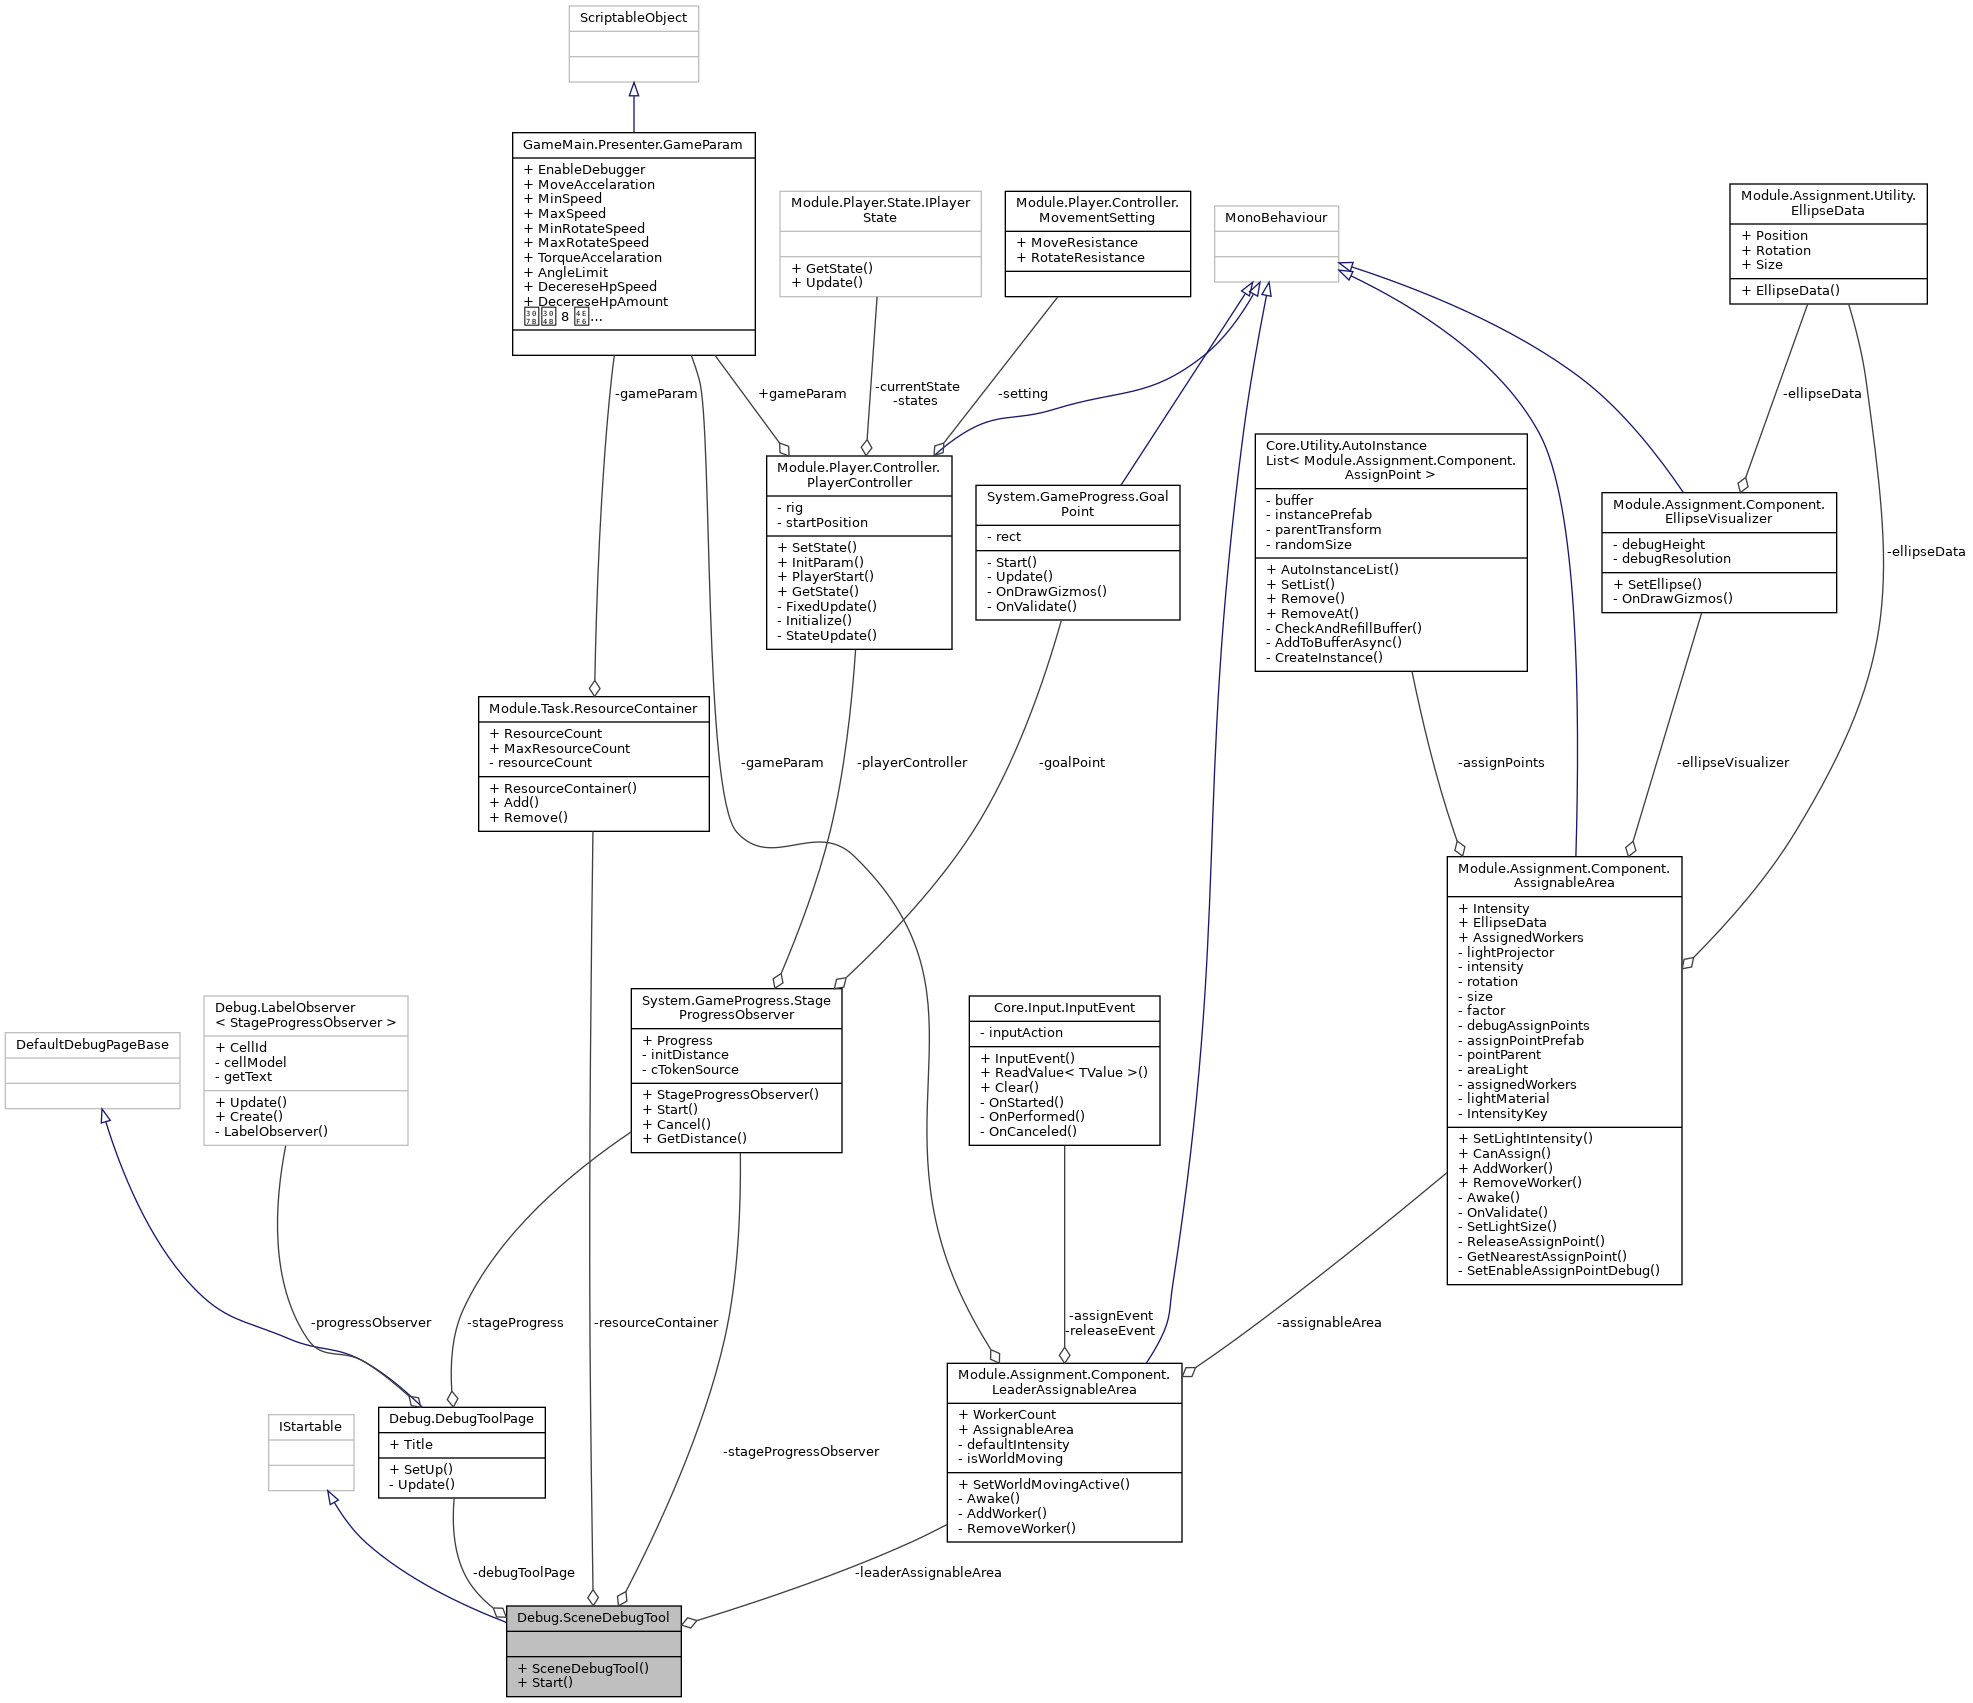 ScriptableObject
GameMain.Presenter.GameParam
+ EnableDebugger
+ MoveAccelaration
+ MinSpeed
+ MaxSpeed
+ MinRotateSpeed
+ MaxRotateSpeed
+ TorqueAccelaration
+ AngleLimit
+ DecereseHpSpeed
+ DecereseHpAmount
8 ...
Module.Player.State.IPlayer
State
+ GetState()
+ Update()
Module.Player.Controller.
MovementSetting
+ MoveResistance
+ RotateResistance
MonoBehaviour
Module.Assignment.Utility.
EllipseData
+ Position
+ Rotation
+ Size
+ EllipseData()
-gameParam
+gameParam
-currentState
-states
-setting
-ellipseData
Module.Player.Controller.
PlayerController
- rig
- startPosition
+ SetState()
+ InitParam()
+ PlayerStart()
+ GetState()
- FixedUpdate()
- Initialize()
- StateUpdate()
System.GameProgress.Goal
Point
- rect
- Start()
- Update()
- OnDrawGizmos()
- OnValidate()
Core.Utility.AutoInstance
List< Module.Assignment.Component.
AssignPoint >
- buffer
- instancePrefab
- parentTransform
- randomSize
+ AutoInstanceList()
+ SetList()
+ Remove()
+ RemoveAt()
- CheckAndRefillBuffer()
- AddToBufferAsync()
- CreateInstance()
Module.Assignment.Component.
EllipseVisualizer
- debugHeight
- debugResolution
+ SetEllipse()
- OnDrawGizmos()
-ellipseData
Module.Task.ResourceContainer
+ ResourceCount
+ MaxResourceCount
- resourceCount
+ ResourceContainer()
+ Add()
+ Remove()
-gameParam
-playerController
-goalPoint
-assignPoints
-ellipseVisualizer
Module.Assignment.Component.
AssignableArea
+ Intensity
+ EllipseData
+ AssignedWorkers
- lightProjector
- intensity
- rotation
- size
- factor
- debugAssignPoints
- assignPointPrefab
- pointParent
- areaLight
- assignedWorkers
- lightMaterial
- IntensityKey
+ SetLightIntensity()
+ CanAssign()
+ AddWorker()
+ RemoveWorker()
- Awake()
- OnValidate()
- SetLightSize()
- ReleaseAssignPoint()
- GetNearestAssignPoint()
- SetEnableAssignPointDebug()
DefaultDebugPageBase
Debug.LabelObserver
< StageProgressObserver >
+ CellId
- cellModel
- getText
+ Update()
+ Create()
- LabelObserver()
System.GameProgress.Stage
ProgressObserver
+ Progress
- initDistance
- cTokenSource
+ StageProgressObserver()
+ Start()
+ Cancel()
+ GetDistance()
Core.Input.InputEvent
- inputAction
+ InputEvent()
+ ReadValue< TValue >()
+ Clear()
- OnStarted()
- OnPerformed()
- OnCanceled()
-progressObserver
-stageProgress
-resourceContainer
-assignEvent
-releaseEvent
-assignableArea
IStartable
Debug.DebugToolPage
+ Title
+ SetUp()
- Update()
-stageProgressObserver
Module.Assignment.Component.
LeaderAssignableArea
+ WorkerCount
+ AssignableArea
- defaultIntensity
- isWorldMoving
+ SetWorldMovingActive()
- Awake()
- AddWorker()
- RemoveWorker()
-debugToolPage
-leaderAssignableArea
Debug.SceneDebugTool
+ SceneDebugTool()
+ Start()